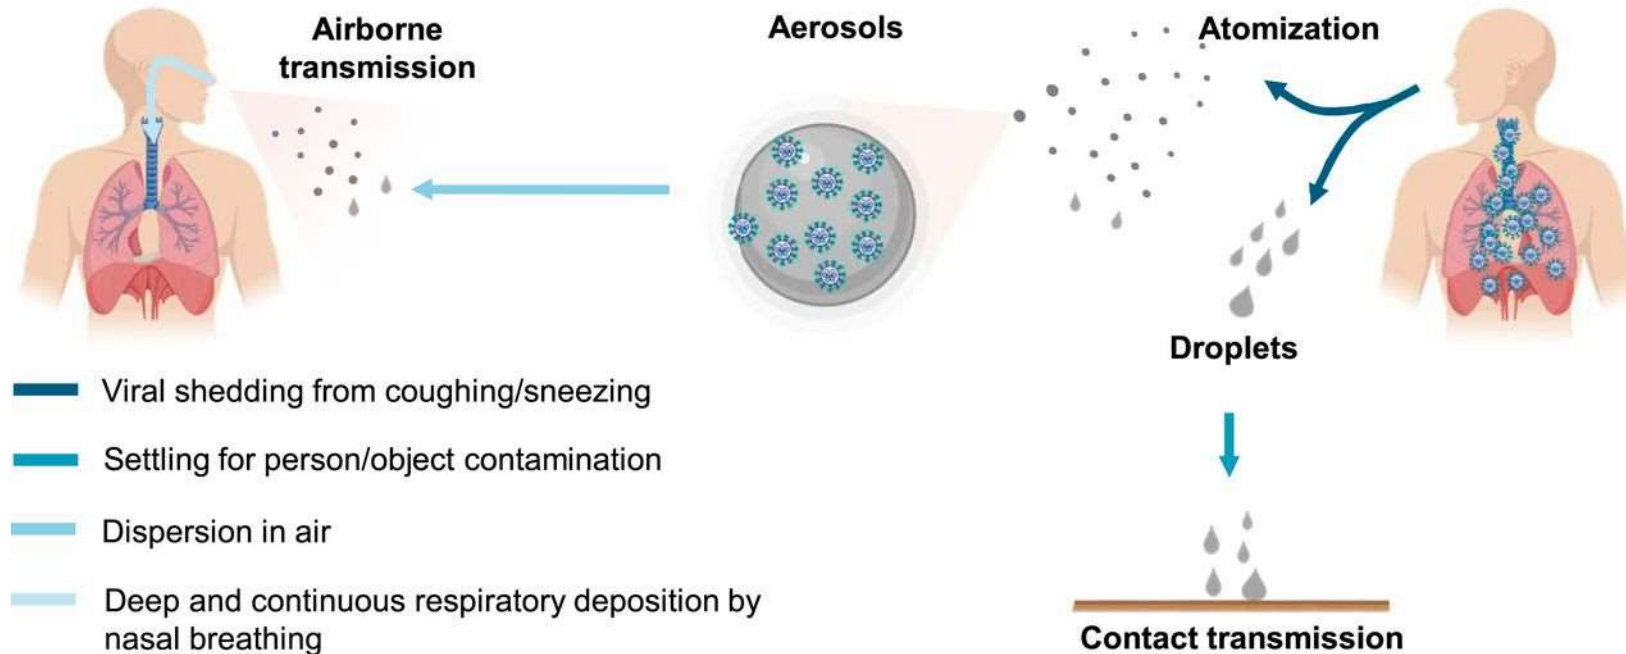 Airborne
transmission
Aerosols
Atomization
Droplets
Viral shedding from coughing/sneezing
Settling for person/object contamination
Dispersion in air
Deep and continuous respiratory deposition by
nasal breathing
Contact transmission